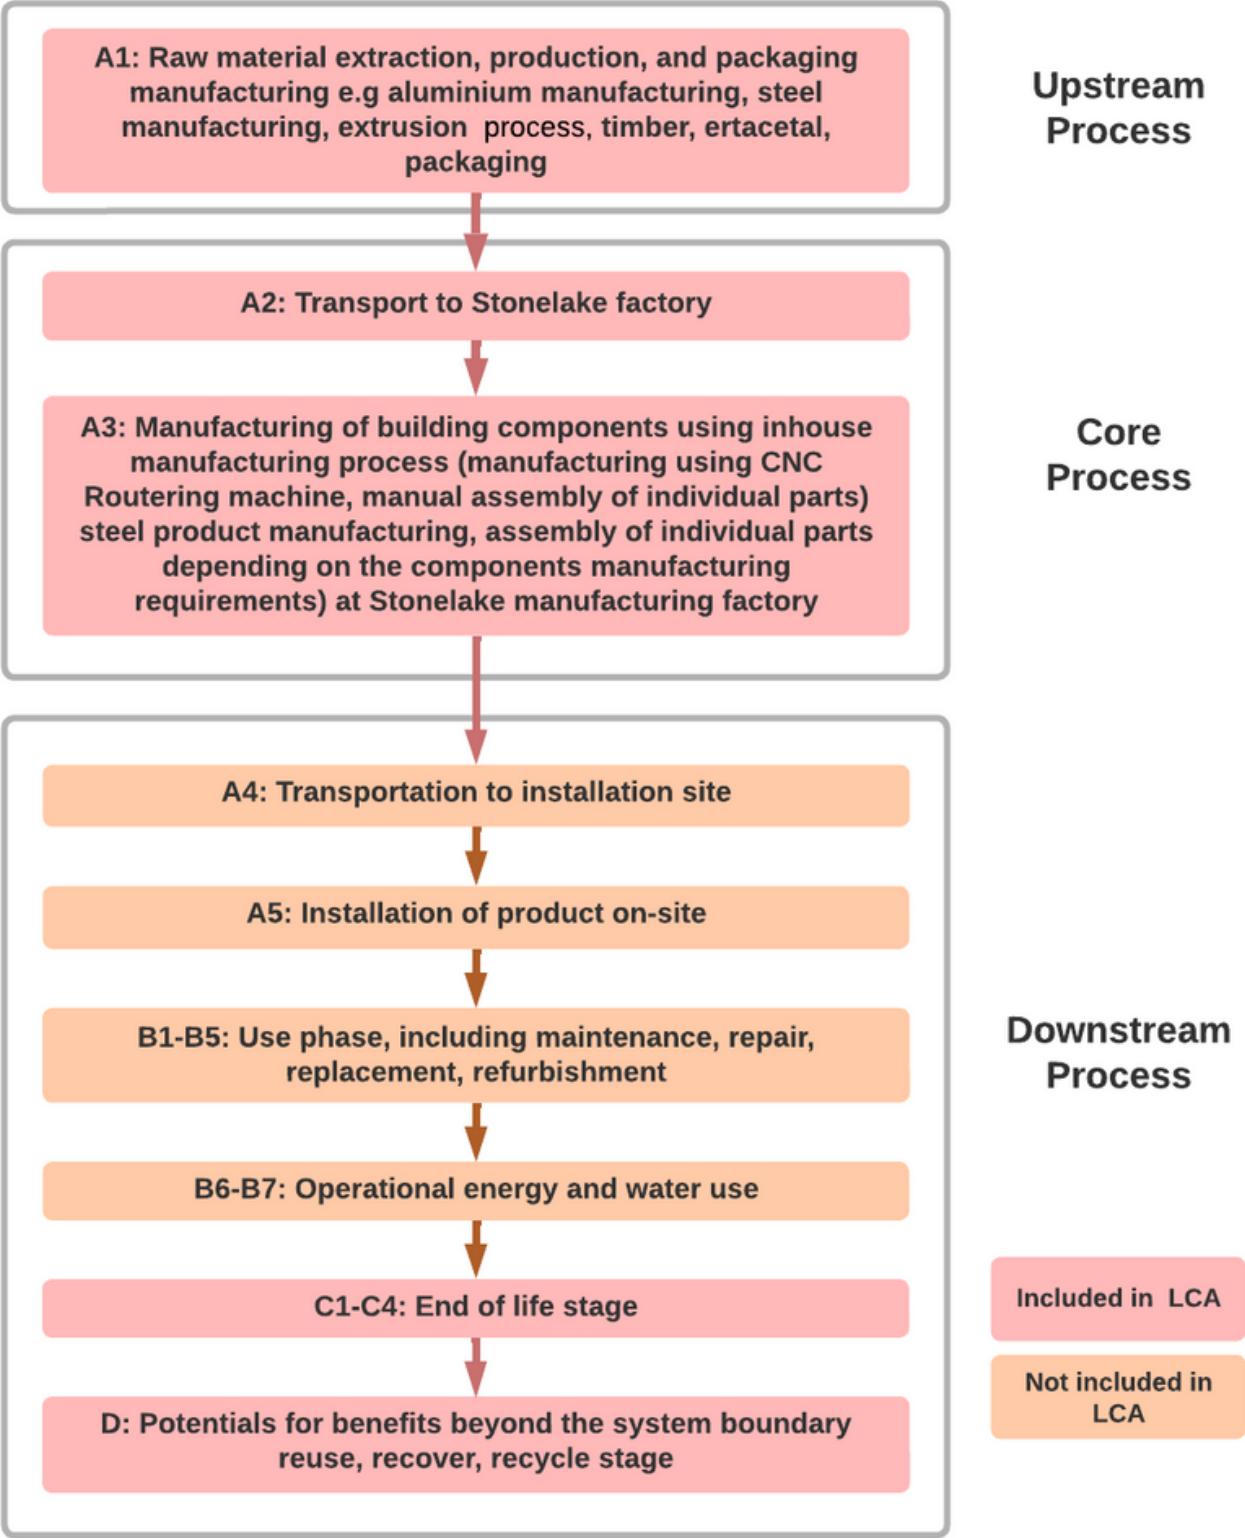 A1: Raw material extraction, production, and packaging
manufacturing e.g aluminium manufacturing, steel
manufacturing, extrusion process, timber, ertacetal,
packaging
Upstream
Process
A2: Transport to Stonelake factory
A3: Manufacturing of building components using inhouse
manufacturing process (manufacturing using CNC
Routering machine, manual assembly of individual parts)
steel product manufacturing, assembly of individual parts
depending on the components manufacturing
requirements) at Stonelake manufacturing factory
Core
Process
A4: Transportation to installation site
A5: Installation of product on-site
B1-B5: Use phase, including maintenance, repair,
replacement, refurbishment
B6-B7: Operational energy and water use
C1-C4: End of life stage
D: Potentials for benefits beyond the system boundary
reuse, recover, recycle stage
Downstream
Process
Included in LCA
Not included in
LCA